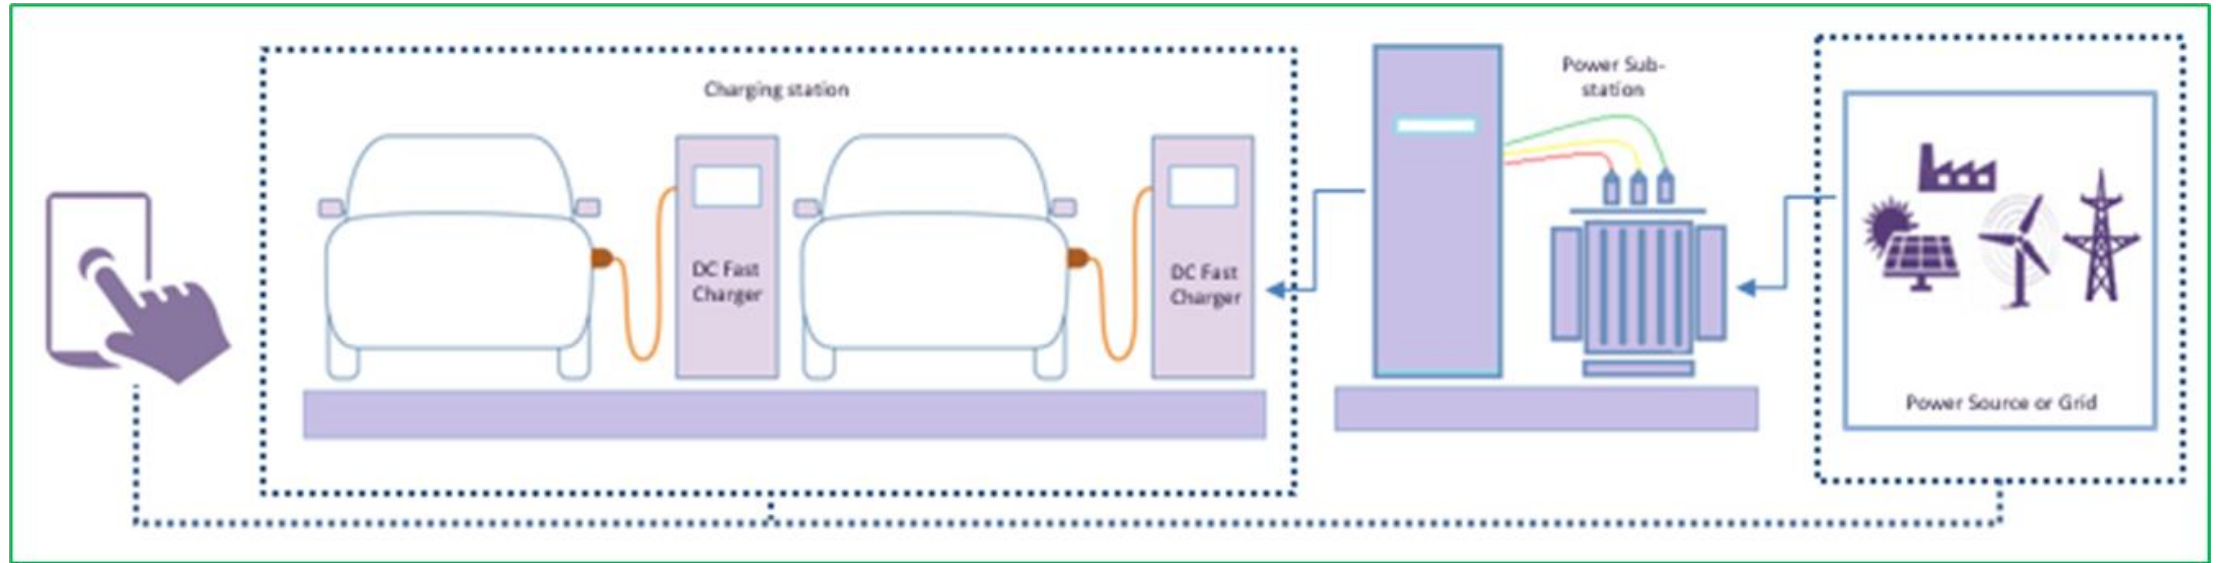 Charging station
DC Fast
Charger
DC Fast
Charger
Power Sub-
station
Power Source or Grid